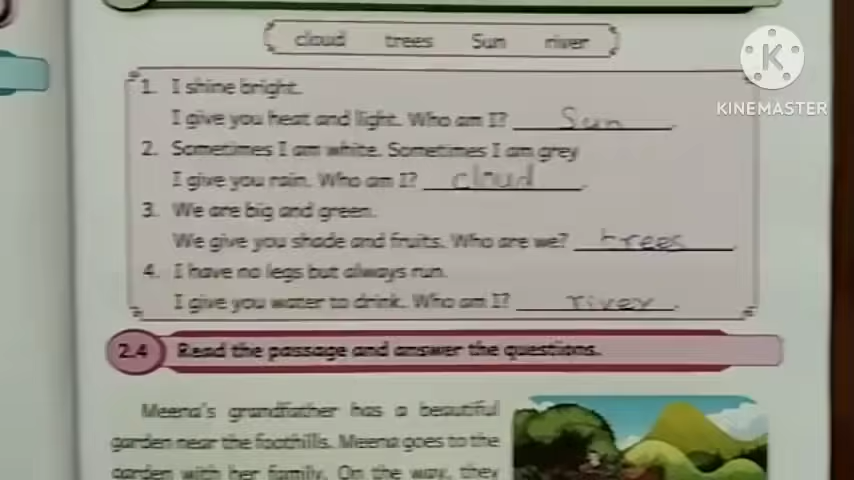 cloud trees Sun river
KINEMASTER
1. I shine bright.
I give you heat and light. Who am I? Sun.
2. Sometimes I am white. Sometimes I am grey
I give you rain. Who am I? cloud.
3. We are big and green.
We give you shade and fruits. Who are we? trees.
4. I have no legs but always run.
I give you water to drink. Who am I? river.
2.4 Read the passage and answer the questions.
Meena's grandfather has a beautiful
garden near the foothills. Meena goes to the
garden with her family. On the way, they